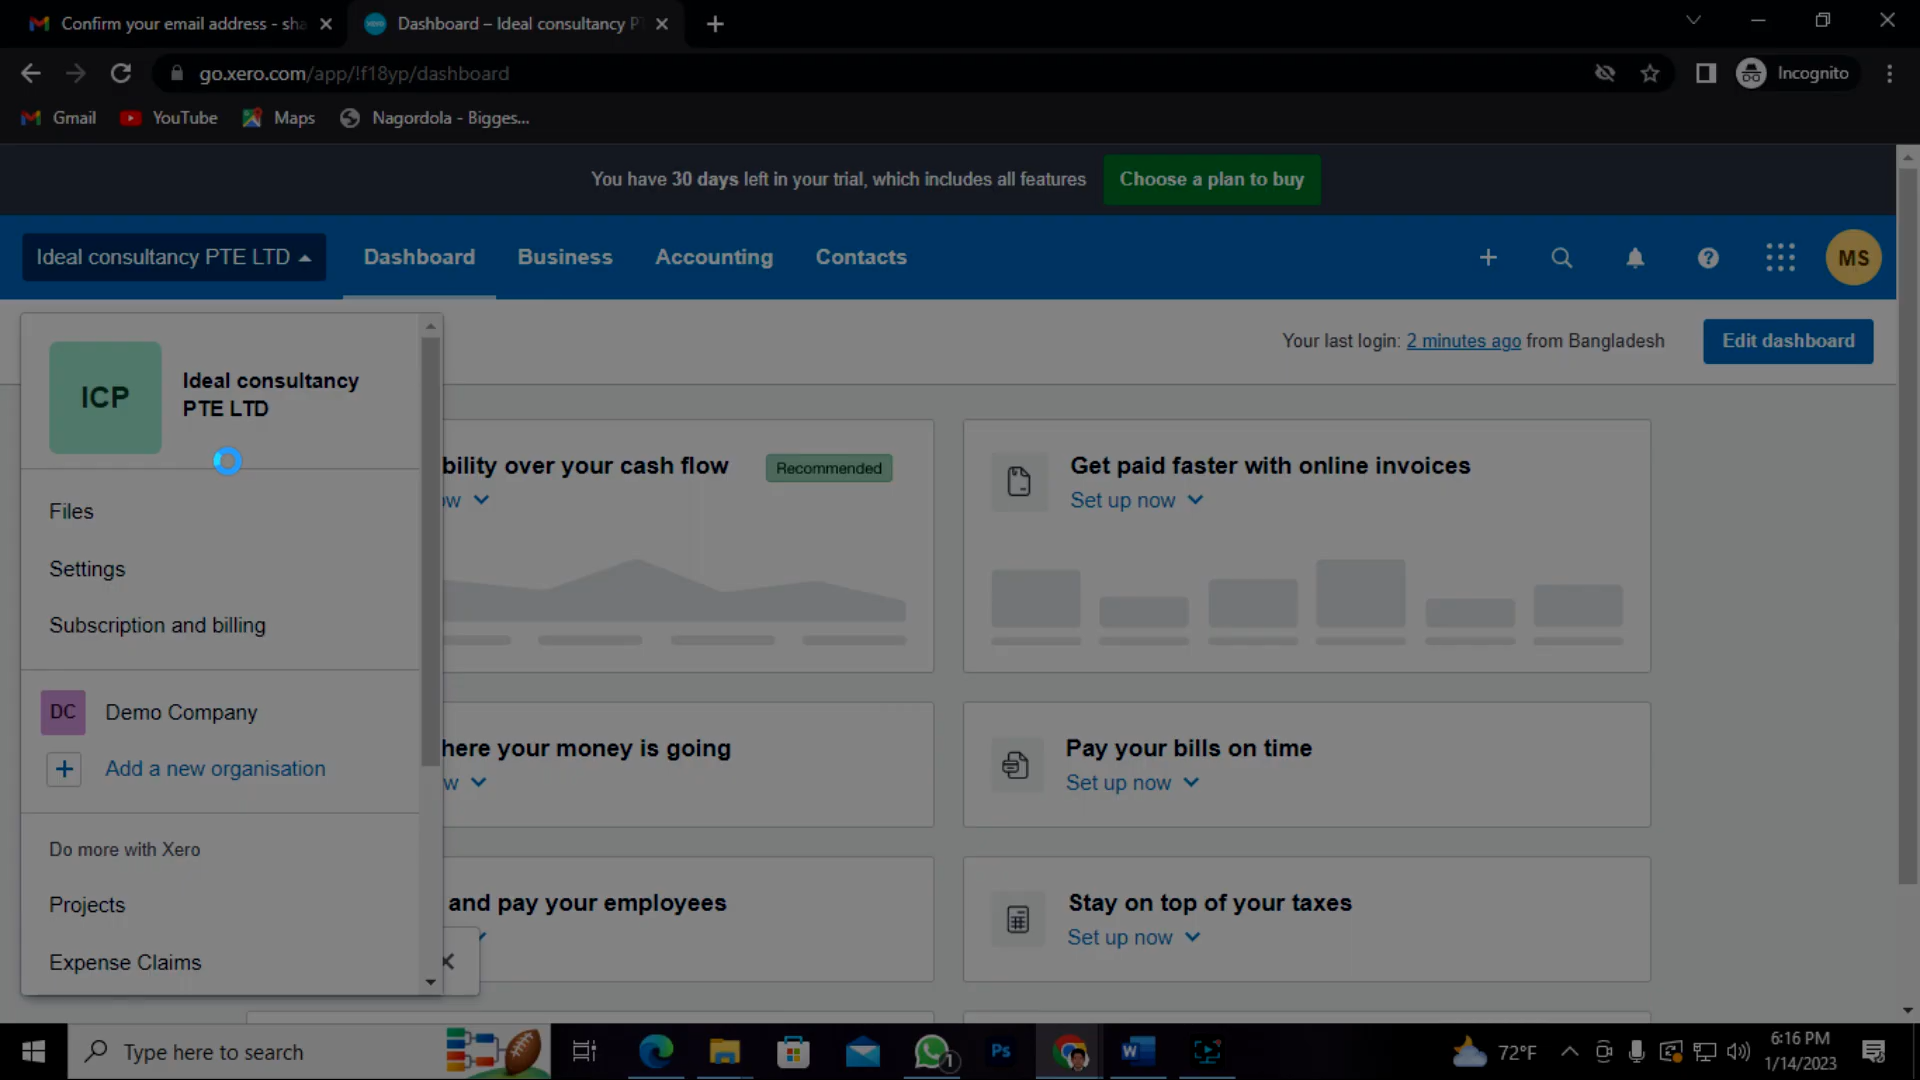 Confirm your email address - sha
Dashboard – Ideal consultancy P
go.xero.com/app/!f18yp/dashboard
Incognito
Gmail
YouTube
Maps
Nagordola - Bigges...
You have 30 days left in your trial, which includes all features
Choose a plan to buy
Ideal consultancy PTE LTD
Dashboard
Business
Accounting
Contacts
MS
Your last login: 2 minutes ago from Bangladesh
Edit dashboard
ICP
Ideal consultancy
PTE LTD
Files
Settings
Subscription and billing
DC
Demo Company
Add a new organisation
Do more with Xero
Projects
Expense Claims
bility over your cash flow
Recommended
ow
Get paid faster with online invoices
Set up now
here your money is going
w
Pay your bills on time
Set up now
and pay your employees
Stay on top of your taxes
Set up now
Type here to search
1
Ps
72°F
6:16 PM
1/14/2023